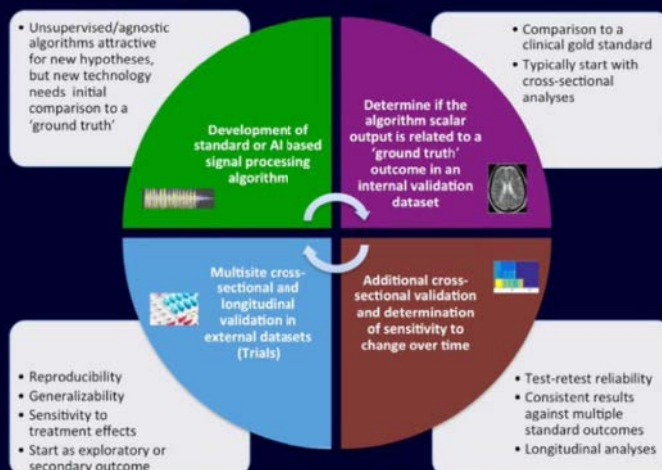 • Unsupervised/agnostic
algorithms attractive
for new hypotheses,
but new technology
needs initial
comparison to a
'ground truth'
• Comparison to a
clinical gold standard
• Typically start with
cross-sectional
analyses
Development of
standard or AI based
signal processing
algorithm
Determine if the
algorithm scalar
output is related to a
'ground truth'
outcome in an
internal validation
dataset
Multisite cross-
sectional and
longitudinal
validation in
external datasets
(Trials)
Additional cross-
sectional validation
and determination
of sensitivity to
change over time
• Reproducibility
• Generalizability
• Sensitivity to
treatment effects
• Start as exploratory or
secondary outcome
• Test-retest reliability
• Consistent results
against multiple
standard outcomes
• Longitudinal analyses